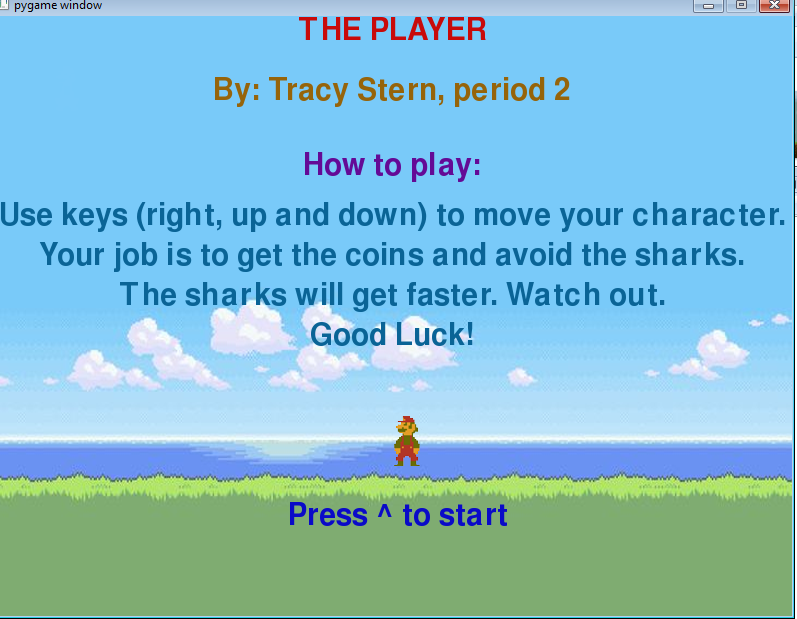 pygame window
THE PLAYER
By: Tracy Stern, period 2
How to play:
Use keys (right, up and down) to move your character.
Your job is to get the coins and avoid the sharks.
The sharks will get faster. Watch out.
Good Luck!
Press ^ to start